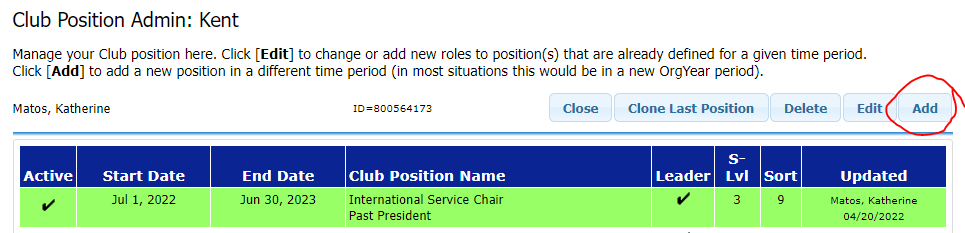 Club Position Admin: Kent
Manage your Club position here. Click [Edit] to change or add new roles to position(s) that are already defined for a given time period.
Click [Add] to add a new position in a different time period (in most situations this would be in a new OrgYear period).
Matos, Katherine ID=800564173 Close Clone Last Position Delete Edit Add
Active Start Date End Date Club Position Name Leader S-Lvl Sort Updated
✔ Jul 1, 2022 Jun 30, 2023 International Service Chair ✔ 3 9 Matos, Katherine
Past President 04/20/2022